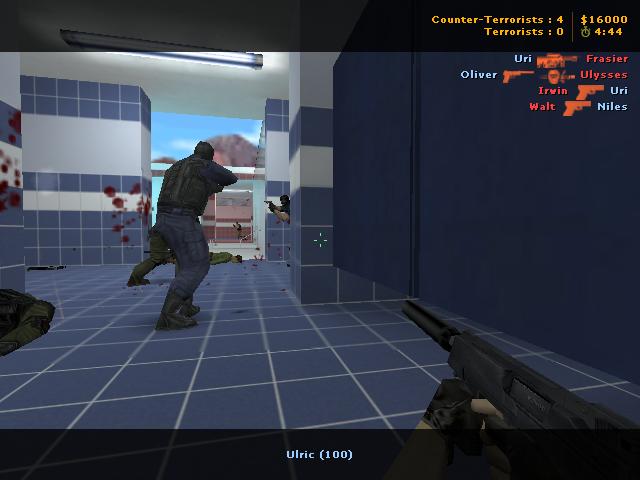 Counter-Terrorists : 4 $16000
Terrorists : 0 4:44
Uri Frasier
Oliver Ulysses
Irwin Uri
Walt Niles
Ulric (100)